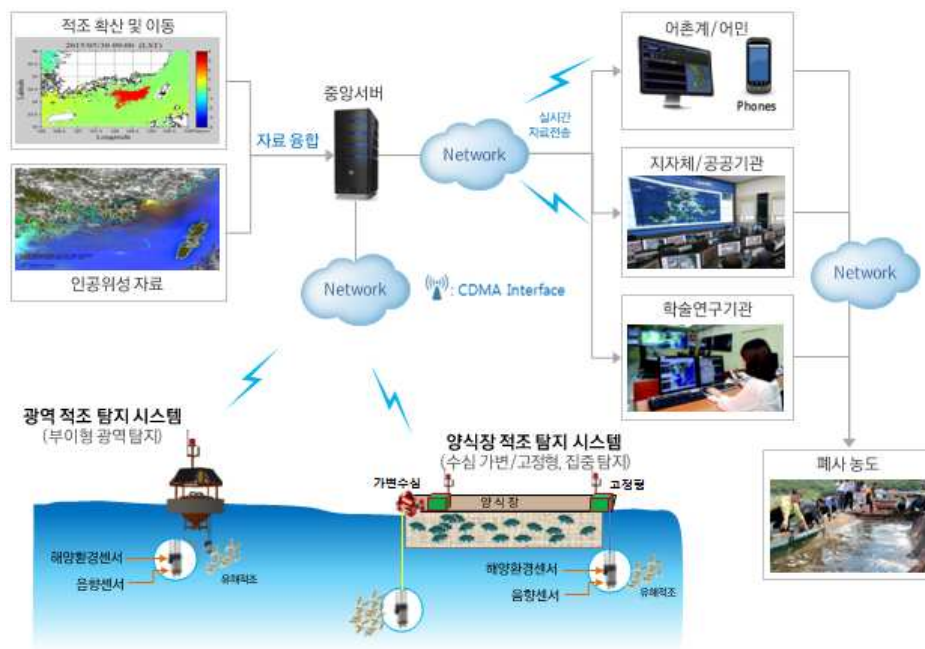 적조 확산 및 이동
인공위성 자료
자료 융합
중앙서버
Network
실시간
자료전송
Network
: CDMA Interface
어촌계/어민
Phones
지자체/공공기관
학술연구기관
Network
폐사 농도
광역 적조 탐지 시스템
(부이형 광역 탐지)
해양환경센서
음향센서
유해적조
양식장 적조 탐지 시스템
(수심 가변/고정형, 집중 탐지)
가변수심
양식장
고정형
해양환경센서
음향센서
유해적조